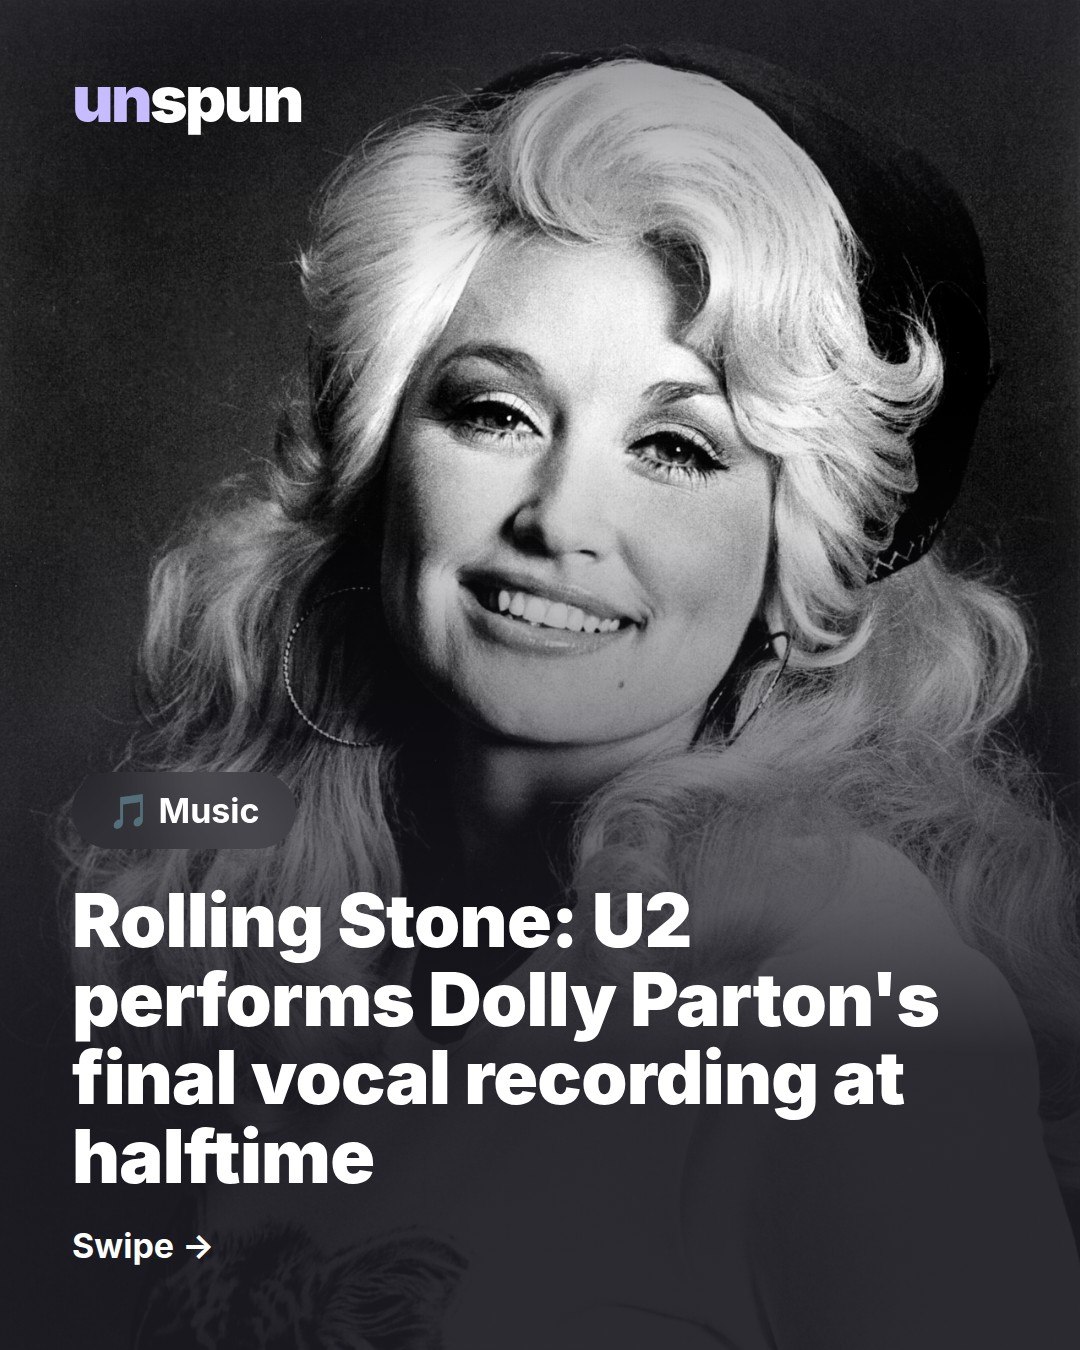 unspun
🎵 Music
Rolling Stone: U2
performs Dolly Parton's
final vocal recording at
halftime
Swipe →